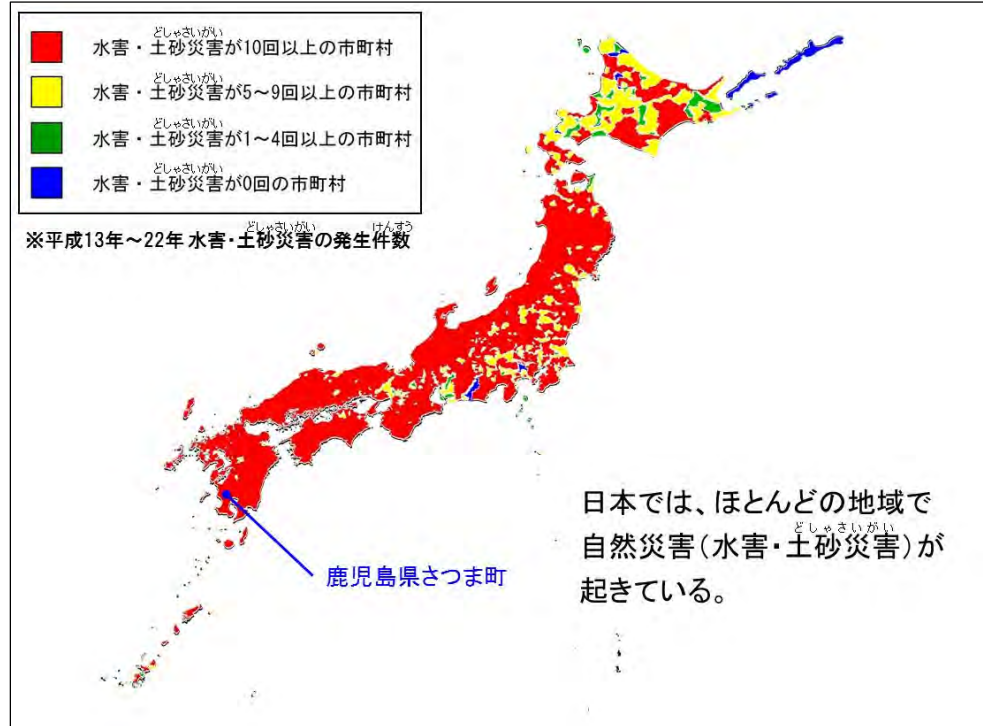 どしゃさいがい
水害・土砂災害が10回以上の市町村
どしゃさいがい
水害・土砂災害が5～9回以上の市町村
どしゃさいがい
水害・土砂災害が1～4回以上の市町村
どしゃさいがい
水害・土砂災害が0回の市町村
どしゃさいがい けんすう
※平成13年～22年 水害・土砂災害の発生件数
鹿児島県さつま町
日本では、ほとんどの地域で
どしゃさいがい
自然災害(水害・土砂災害)が
起きている。